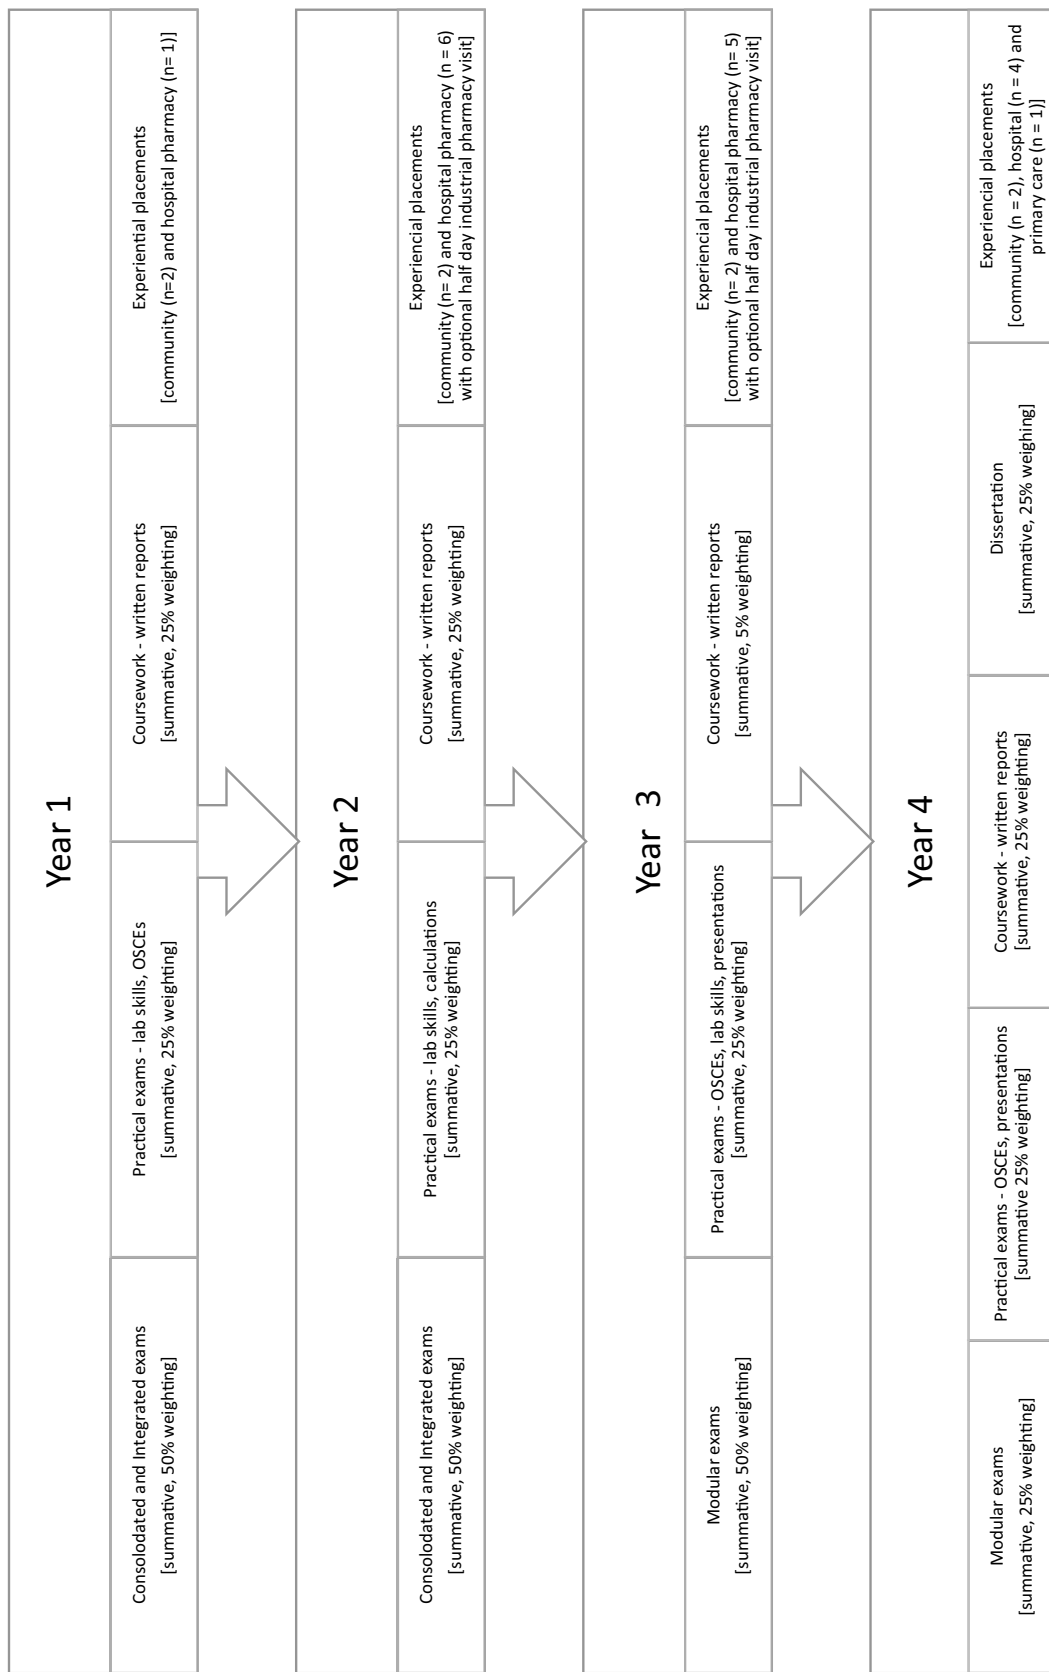 Year 1
Consolodated and Integrated exams
[summative, 50% weighting]
Practical exams - lab skills, OSCEs
[summative, 25% weighting]
Coursework - written reports
[summative, 25% weighting]
Experiential placements
[community (n=2) and hospital pharmacy (n= 1)]
Year 2
Consolodated and Integrated exams
[summative, 50% weighting]
Practical exams - lab skills, calculations
[summative, 25% weighting]
Coursework - written reports
[summative, 25% weighting]
Experiencial placements
[community (n= 2) and hospital pharmacy (n = 6)
with optional half day industrial pharmacy visit]
Year 3
Modular exams
[summative, 50% weighting]
Practical exams - OSCEs, lab skills, presentations
[summative, 25% weighting]
Coursework - written reports
[summative, 5% weighting]
Experiencial placements
[community (n= 2) and hospital pharmacy (n= 5)
with optional half day industrial pharmacy visit]
Year 4
Modular exams
[summative, 25% weighting]
Practical exams - OSCEs, presentations
[summative 25% weighting]
Coursework - written reports
[summative, 25% weighting]
Dissertation
[summative, 25% weighing]
Experiencial placements
[community (n = 2), hospital (n = 4) and
primary care (n = 1)]